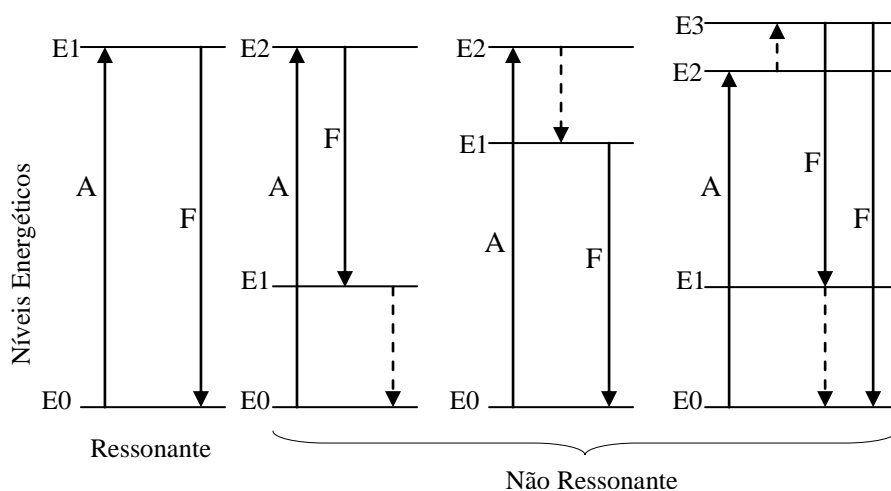 E1
E2
E2
E3
E2
E1
A
F
A
F
A
F
A
F
F
E1
E1
E0
E0
E0
E0
Níveis Energéticos
Ressonante
Não Ressonante